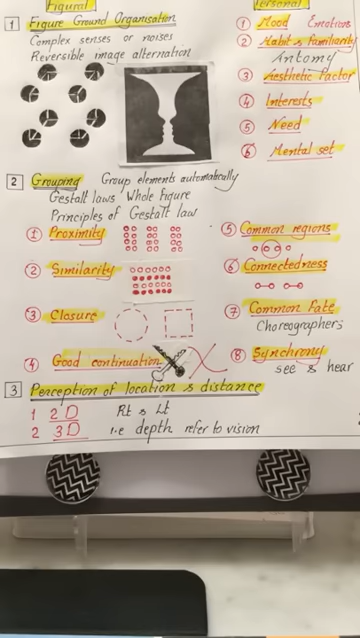 Figural
1 Figure Ground Organisation
Complex senses or noises
Reversible image alternation
2 Grouping Group elements automatically
Gestalt laws Whole figure
Principles of Gestalt law
1 Proximity
2 Similarity
3 Closure
4 Good continuation
5 Common regions
6 Connectedness
7 Common Fate
Choreographers
8 Synchrony
see & hear
3 Perception of location & distance
1 2D Rt & Lt
2 3D i.e depth refer to vision
Personal
1 Mood Emotions
2 Habit & Familiarity
Antomy
3 Aesthetic Factor
4 Interests
5 Need
6 Mental set